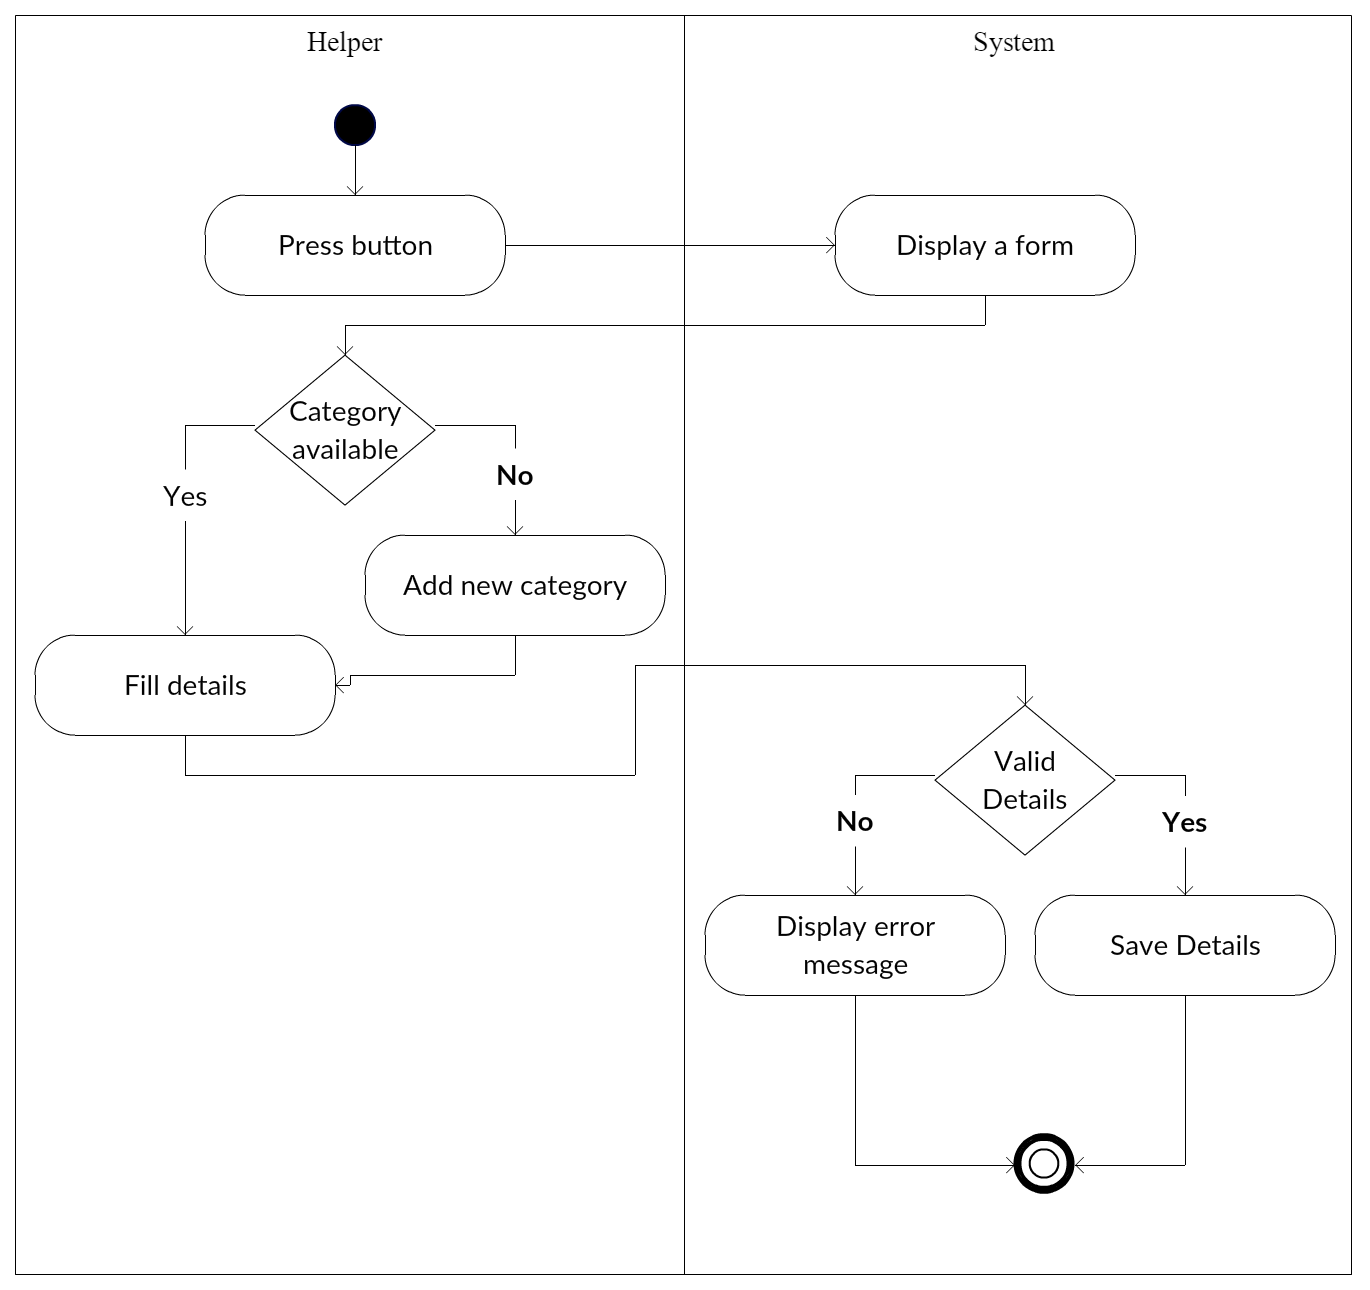 Helper
System
Press button
Display a form
Category
available
Yes
No
Add new category
Fill details
Valid
Details
No
Yes
Display error
message
Save Details